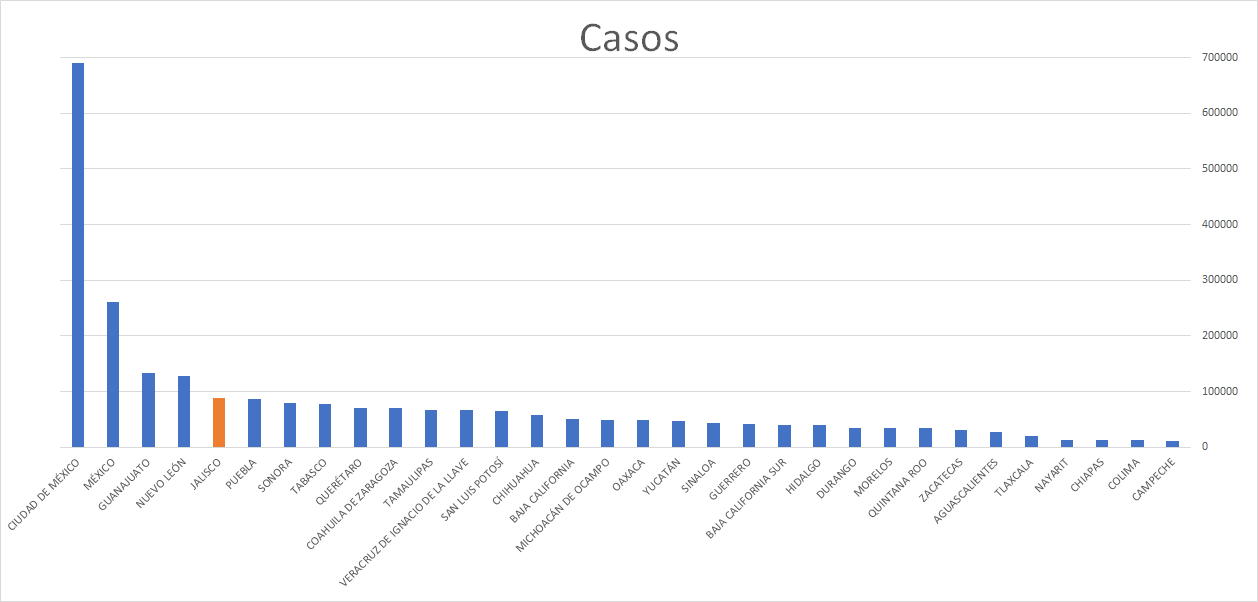 Casos
700000
600000
500000
400000
300000
200000
100000
0
CIUDAD DE MÉXICO
MÉXICO
GUANAJUATO
NUEVO LEÓN
JALISCO
PUEBLA
SONORA
TABASCO
QUERÉTARO
COAHUILA DE ZARAGOZA
TAMAULIPAS
VERACRUZ DE IGNACIO DE LA LLAVE
SAN LUIS POTOSÍ
CHIHUAHUA
BAJA CALIFORNIA
MICHOACÁN DE OCAMPO
OAXACA
YUCATÁN
SINALOA
GUERRERO
BAJA CALIFORNIA SUR
HIDALGO
DURANGO
MORELOS
QUINTANA ROO
ZACATECAS
AGUASCALIENTES
TLAXCALA
NAYARIT
CHIAPAS
COLIMA
CAMPECHE